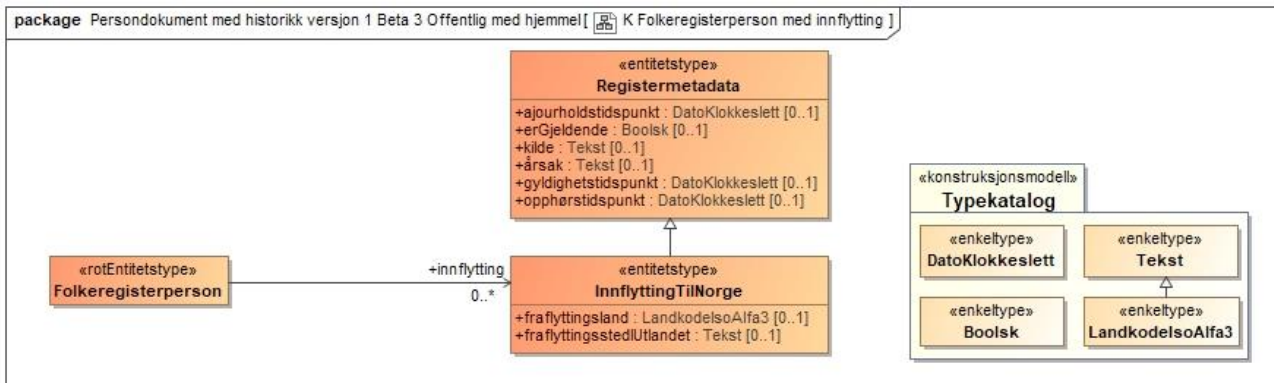 package Persondokument med historikk versjon 1 Beta 3 Offentlig med hjemmel[ K Folkeregisterperson med innflytting ]
«entitetstype»
Registermetadata
+ajourholdstidspunkt : DatoKlokkeslett [0..1]
+erGjeldende : Boolsk [0..1]
+kilde : Tekst [0..1]
+årsak : Tekst [0..1]
+gyldighetstidspunkt : DatoKlokkeslett [0..1]
+opphørstidspunkt : DatoKlokkeslett [0..1]
«rotEntitetstype»
Folkeregisterperson
+innflytting
0..*
«entitetstype»
InnflyttingTilNorge
+fraflyttingsland : LandkodeIsoAlfa3 [0..1]
+fraflyttingsstedIUtlandet : Tekst [0..1]
«konstruksjonsmodell»
Typekatalog
«enkeltype»
DatoKlokkeslett
«enkeltype»
Tekst
«enkeltype»
Boolsk
«enkeltype»
LandkodeIsoAlfa3